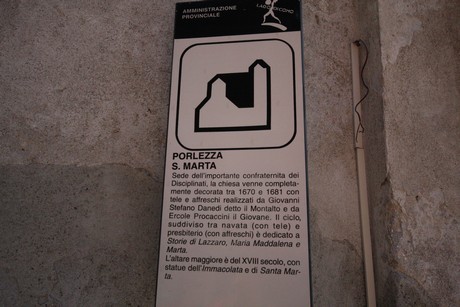 AMMINISTRAZIONE
PROVINCIALE
LAGO DI COMO
PORLEZZA
S. MARTA
Sede dell'importante confraternita dei
Disciplinati, la chiesa venne completa-
mente decorata tra 1670 e 1681 con
tele e affreschi realizzati da Giovanni
Stefano Danedi detto il Montalto e da
Ercole Procaccini il Giovane. Il ciclo,
suddiviso tra navata (con tele) e
presbiterio (con affreschi) è dedicato a
Storie di Lazzaro, Maria Maddalena e
Marta.
L'altare maggiore è del XVIII secolo, con
statue dell'Immacolata e di Santa Mar-
ta.